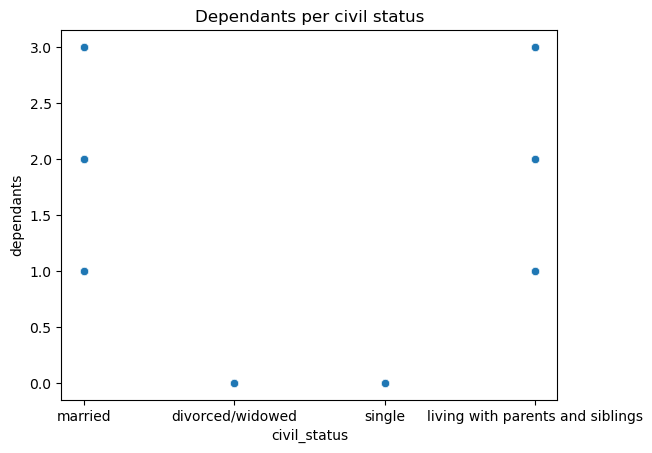 Dependants per civil status
3.0
2.5
2.0
1.5
1.0
0.5
0.0
dependants
married
divorced/widowed
single
living with parents and siblings
civil_status